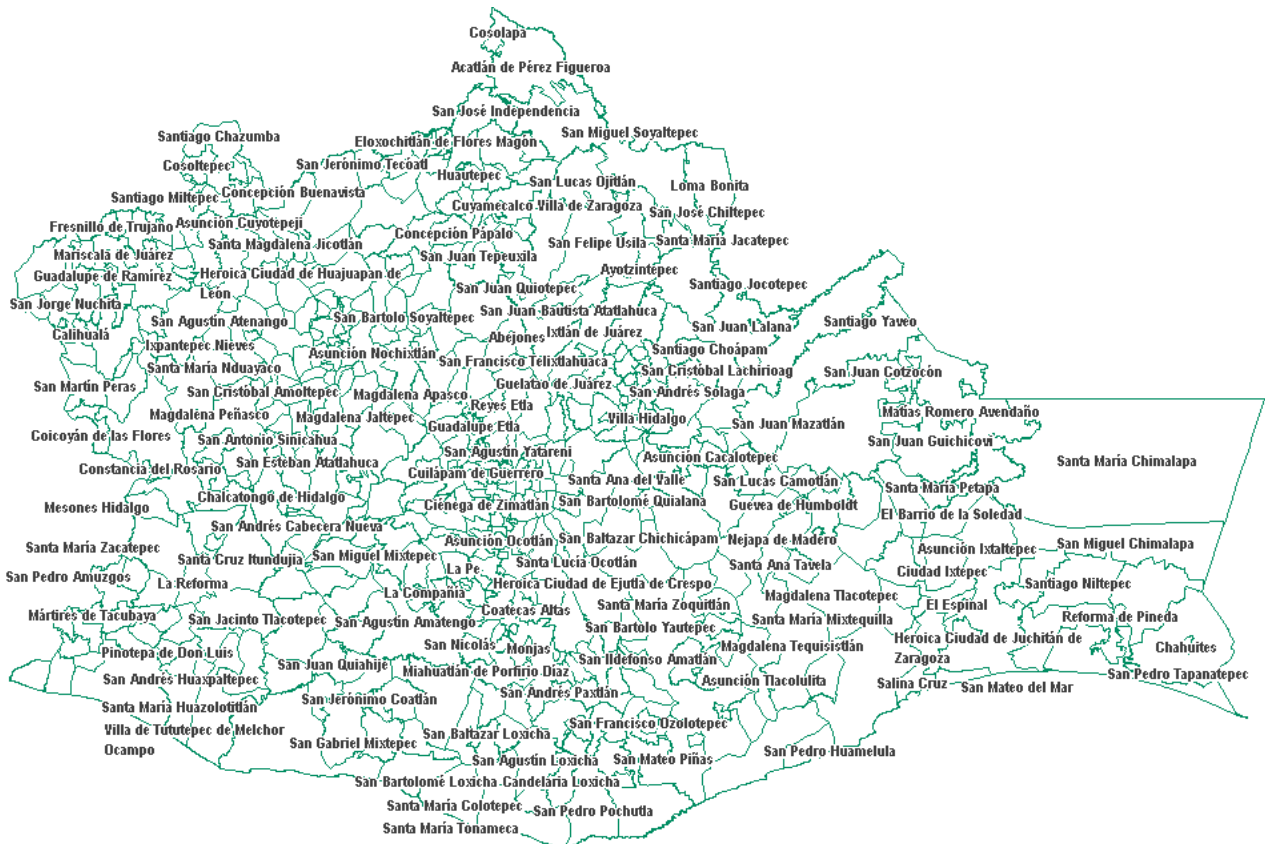 Cosolapa
Acatlán de Pérez Figueroa
San José Independencia
San Miguel Soyaltepec
Santiago Chazumba
Eloxochitlán de Flores Magón
Cosoltepec
San Jerónimo Tecóatl
Huautepec
San Lucas Ojitlán
Loma Bonita
Santiago Miltepec
Concepción Buenavista
Cuyamecalco Villa de Zaragoza
San José Chiltepec
Fresnillo de Trujano
Asunción Cuyotepeji
Concepción Pápalo
Santa Magdalena Jicotlán
San Felipe Usila
Santa María Jacatepec
Mariscala de Juárez
San Juan Tepeuxila
Guadalupe de Ramírez
Heroica Ciudad de Huajuapan de
León
Ayotzintepec
San Juan Quiotepec
Santiago Jocotepec
San Jorge Nuchita
San Agustín Atenango
San Bartolo Soyaltepec
San Juan Bautista Atatlahuca
Santiago Yaveo
Calihualá
Abejones
Ixtlán de Juárez
San Juan Lalana
Ixpantepec Nieves
Asunción Nochixtlán
Santiago Choápam
Santa María Nduayaco
San Francisco Telixtlahuaca
San Cristóbal Lachirioag
San Juan Cotzocón
San Martín Peras
San Cristóbal Amoltepec
Magdalena Apasco
Guelatao de Juárez
San Andrés Solaga
Reyes Etla
Magdalena Peñasco
Magdalena Jaltepec
Guadalupe Etla
Villa Hidalgo
San Juan Mazatlán
Matías Romero Avendaño
Coicoyán de las Flores
San Antonio Sinicahua
San Juan Guichicovi
San Agustín Yatareni
Asunción Cacalotepec
Constancia del Rosario
San Esteban Atatlahuca
Cuilápam de Guerrero
Santa María Chimalapa
Santa Ana del Valle
San Lucas Camotlán
Santa María Petapa
Mesones Hidalgo
Chalcatongo de Hidalgo
Ciénega de Zimatlán
San Bartolomé Quialana
Guevea de Humboldt
El Barrio de la Soledad
San Andrés Cabecera Nueva
Asunción Ocotlán
San Baltazar Chichicápam
Nejapa de Madero
Santa María Zacatepec
Santa Cruz Itundujia
San Miguel Mixtepec
Asunción Ixtaltepec
San Miguel Chimalapa
Santa Lucía Ocotlán
Santa Ana Tavela
San Pedro Amuzgos
La Reforma
La Pe
Ciudad Ixtepec
Heroica Ciudad de Ejutla de Crespo
Santiago Niltepec
La Compañía
Magdalena Tlacotepec
Mártires de Tacubaya
San Jacinto Tlacotepec
Coatecas Altas
Santa María Zoquitlán
El Espinal
San Agustín Amatengo
San Bartolo Yautepec
Santa María Mixtequilla
Reforma de Pineda
Pinotepa de Don Luis
San Nicolás
Monjas
Magdalena Tequisistlán
Heroica Ciudad de Juchitán de
Zaragoza
Chahuites
San Juan Quiahije
Miahuatlán de Porfirio Díaz
San Ildefonso Amatlán
San Andrés Huaxpaltepec
Asunción Tlacolulita
Salina Cruz
San Mateo del Mar
San Pedro Tapanatepec
San Jerónimo Coatlán
San Andrés Paxtlán
Santa María Huazolotitlán
San Francisco Ozolotepec
Villa de Tututepec de Melchor
Ocampo
San Gabriel Mixtepec
San Baltazar Loxicha
San Agustín Loxicha
San Mateo Piñas
San Pedro Huamelula
San Bartolomé Loxicha
Candelaria Loxicha
Santa María Colotepec
San Pedro Pochutla
Santa María Tonameca